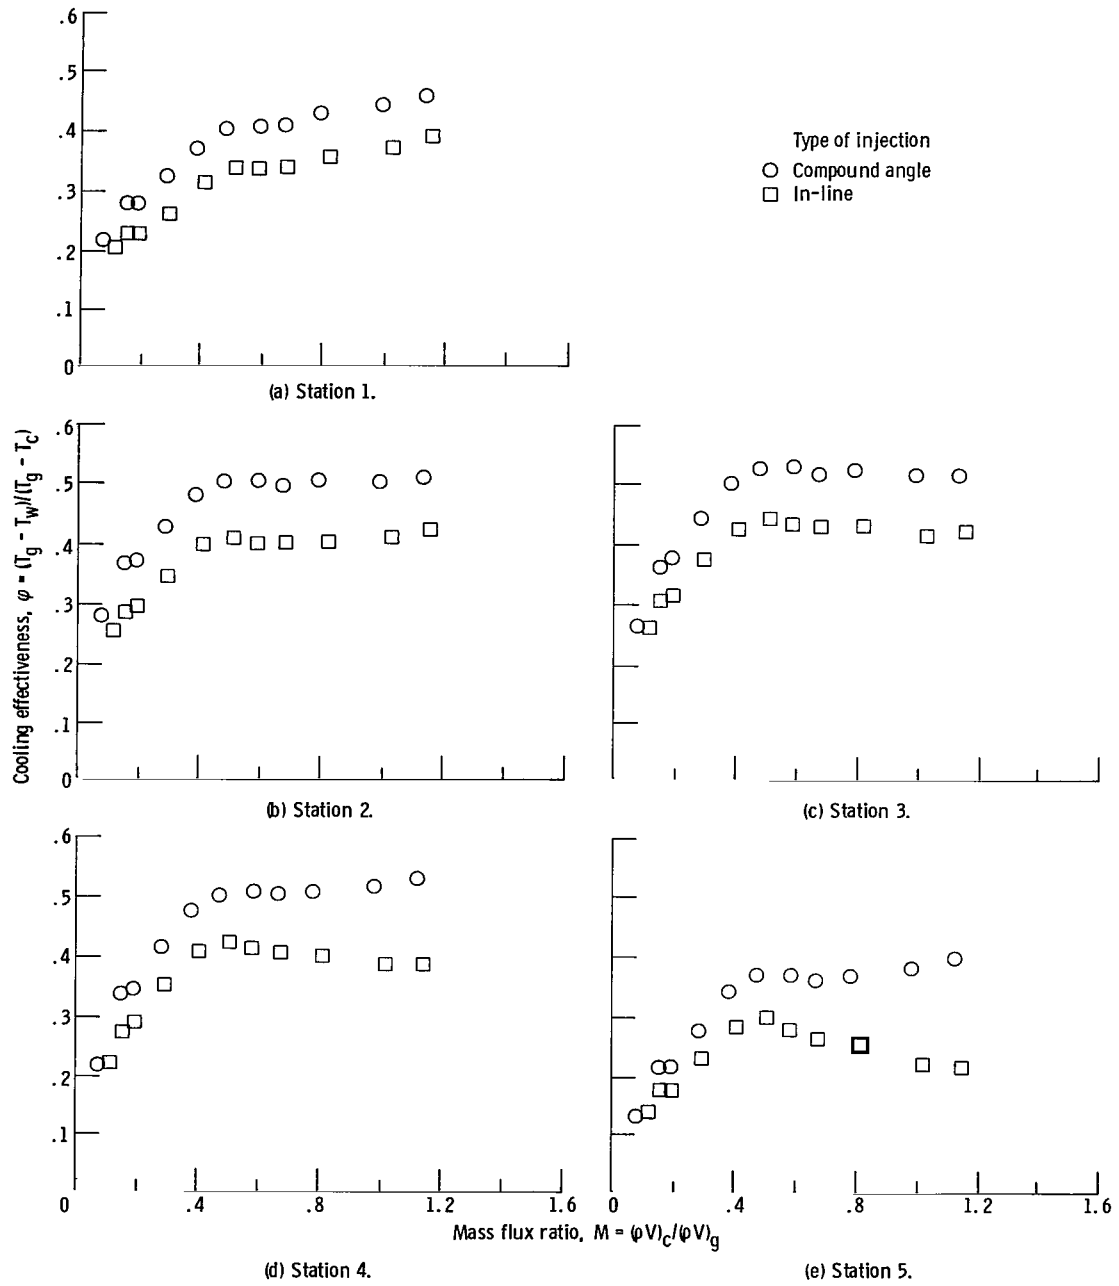 .6
.5
.4
.3
.2
.1
0
Type of injection
Compound angle
In-line
(a) Station 1.
Cooling effectiveness, φ = (Tg - Tw)/(Tg - Tc)
.6
.5
.4
.3
.2
.1
0
(b) Station 2.
(c) Station 3.
.6
.5
.4
.3
.2
.1
0 .4 .8 1.2 1.6
0 .4 .8 1.2 1.6
Mass flux ratio, M = (ρV)c/(ρV)g
(d) Station 4.
(e) Station 5.